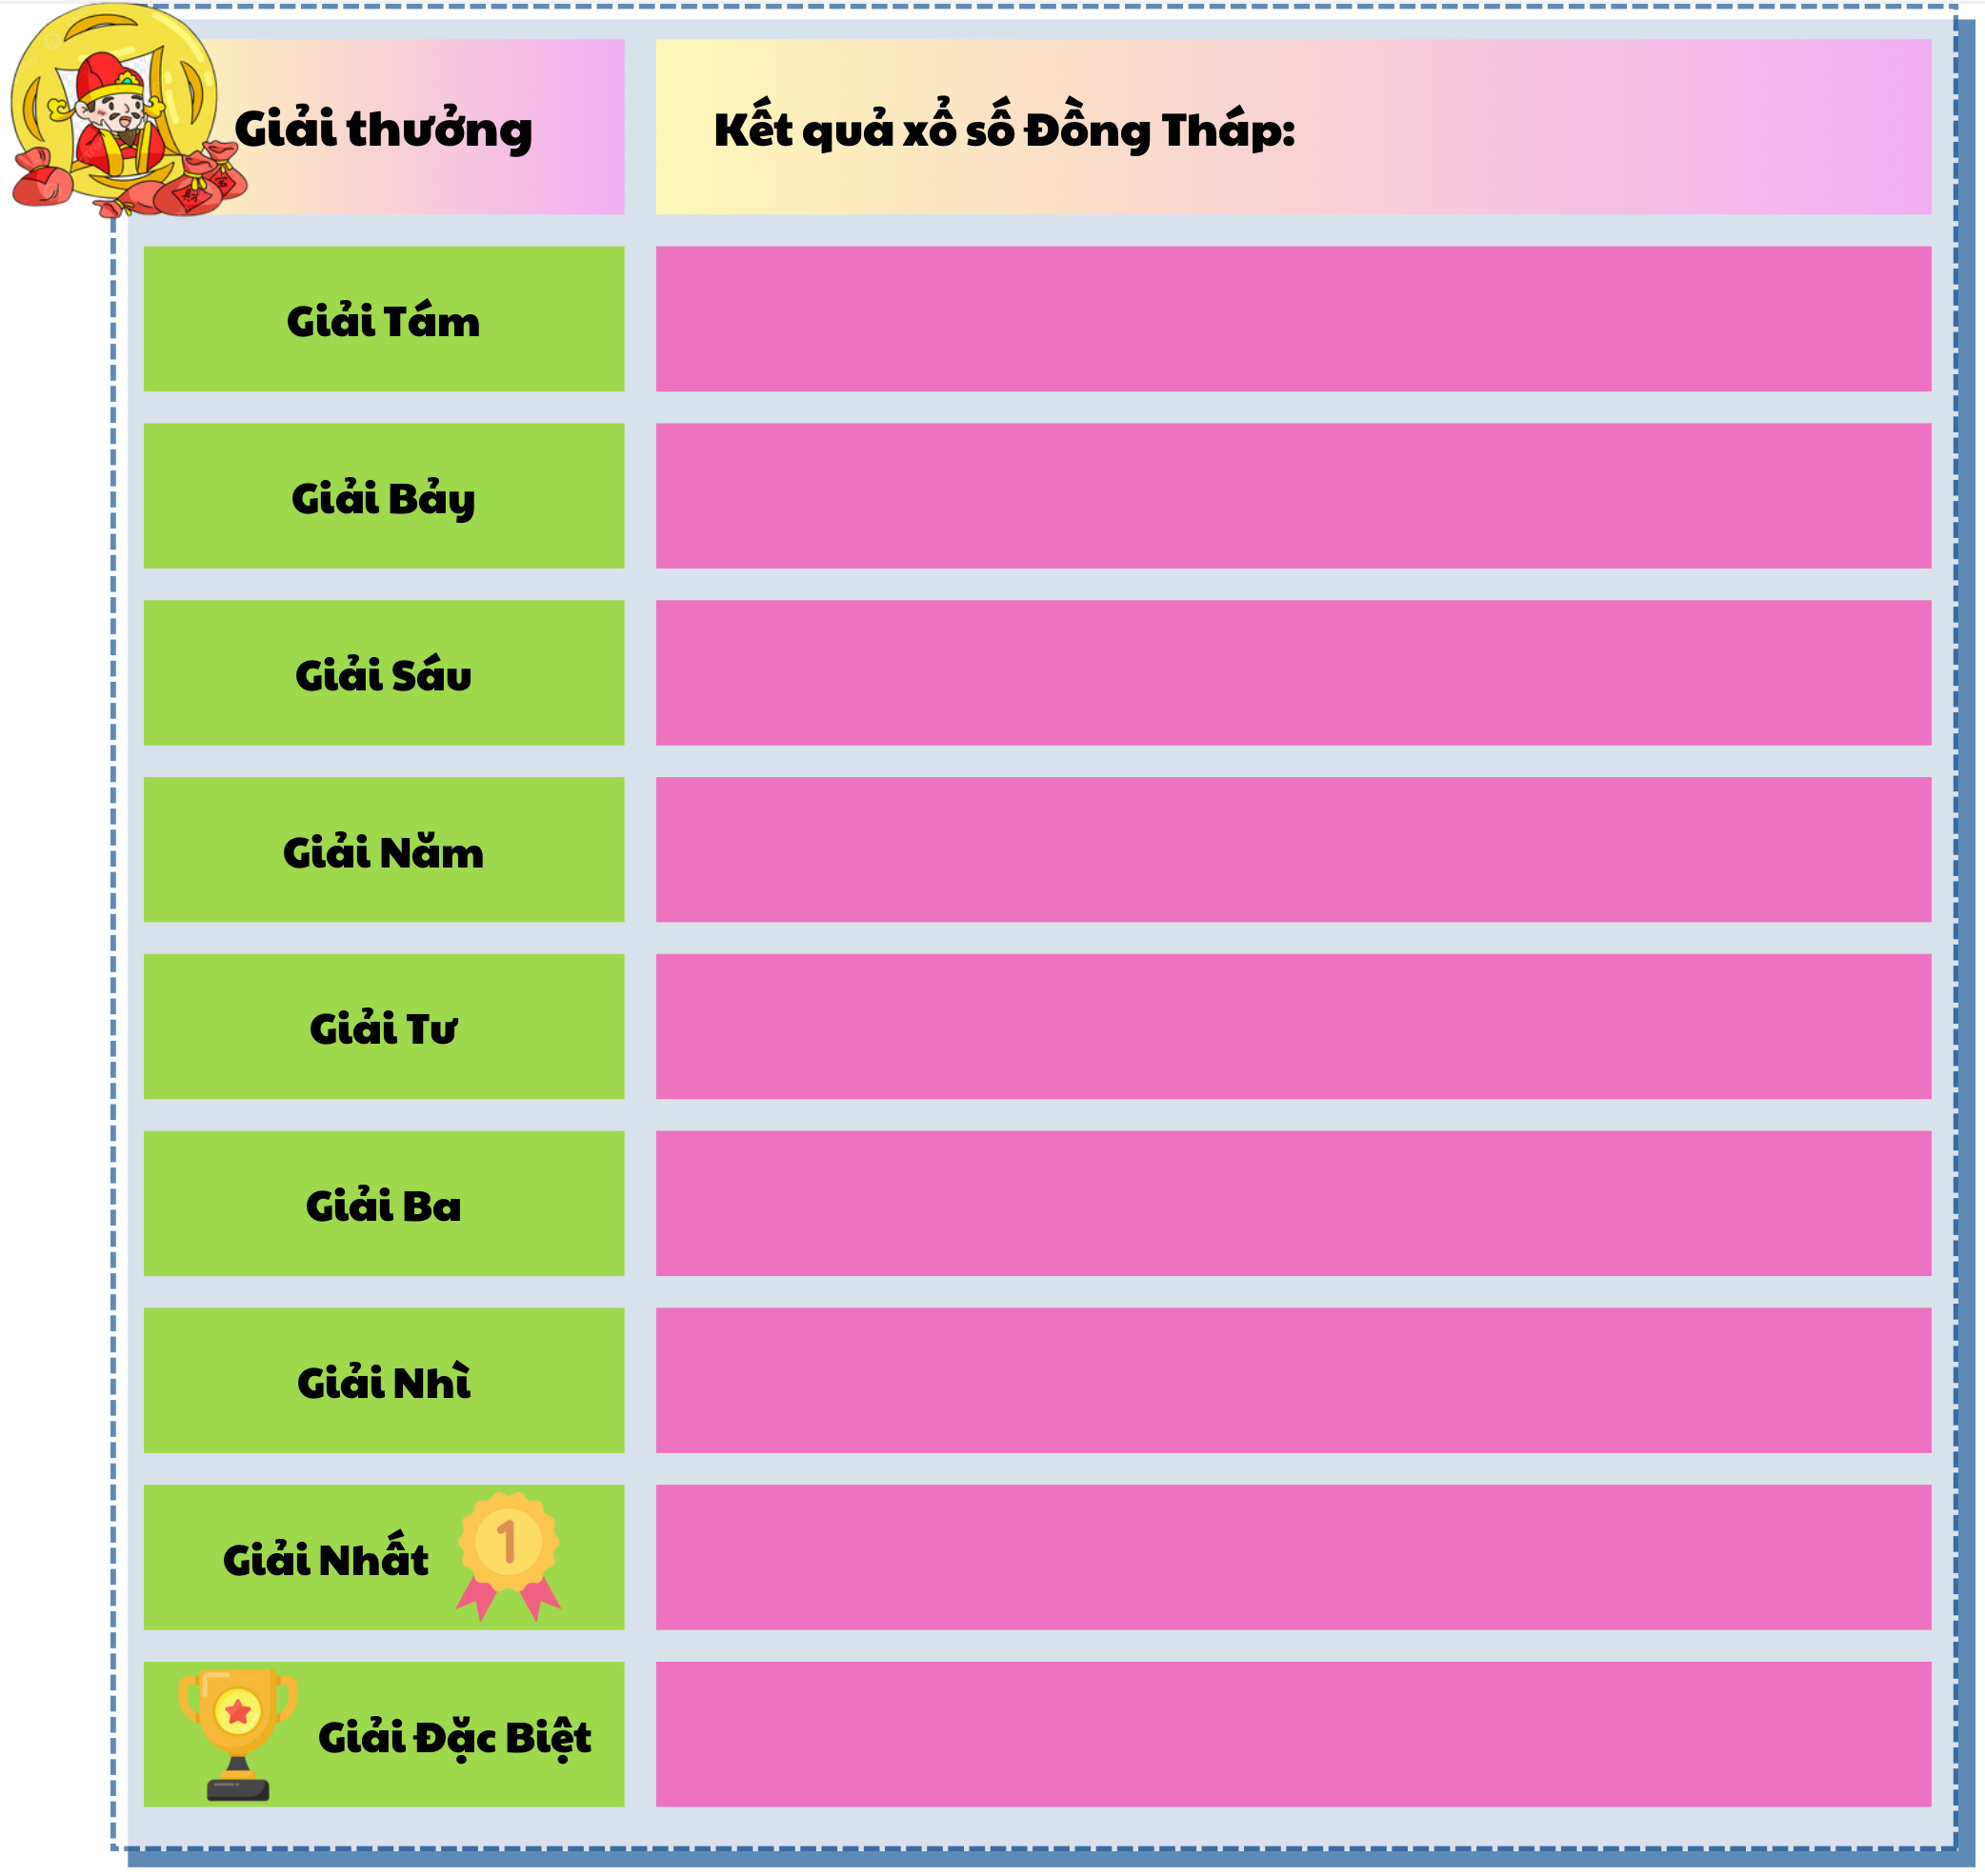 Giải thưởng
Kết quả xổ số Đồng Tháp:
Giải Tám
Giải Bảy
Giải Sáu
Giải Năm
Giải Tư
Giải Ba
Giải Nhì
Giải Nhất
1
Giải Đặc Biệt